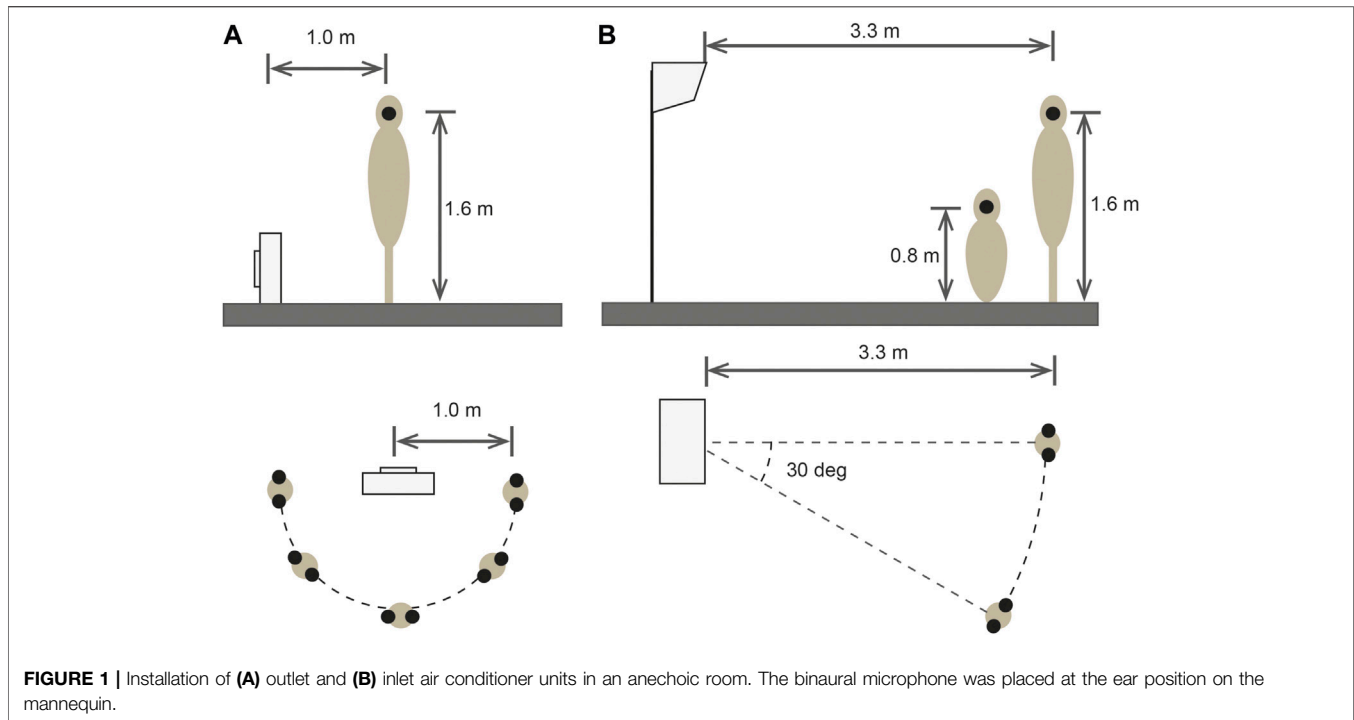 A
1.0 m
1.6 m
B
3.3 m
0.8 m
1.6 m
1.0 m
3.3 m
30 deg
FIGURE 1 | Installation of (A) outlet and (B) inlet air conditioner units in an anechoic room. The binaural microphone was placed at the ear position on the
mannequin.